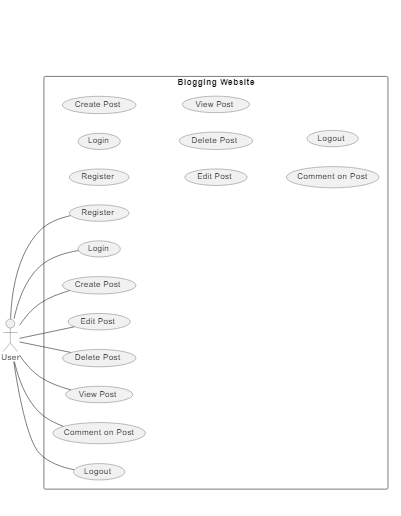 Blogging Website
Create Post
View Post
Login
Delete Post
Logout
Register
Edit Post
Comment on Post
Register
Login
Create Post
Edit Post
User
Delete Post
View Post
Comment on Post
Logout